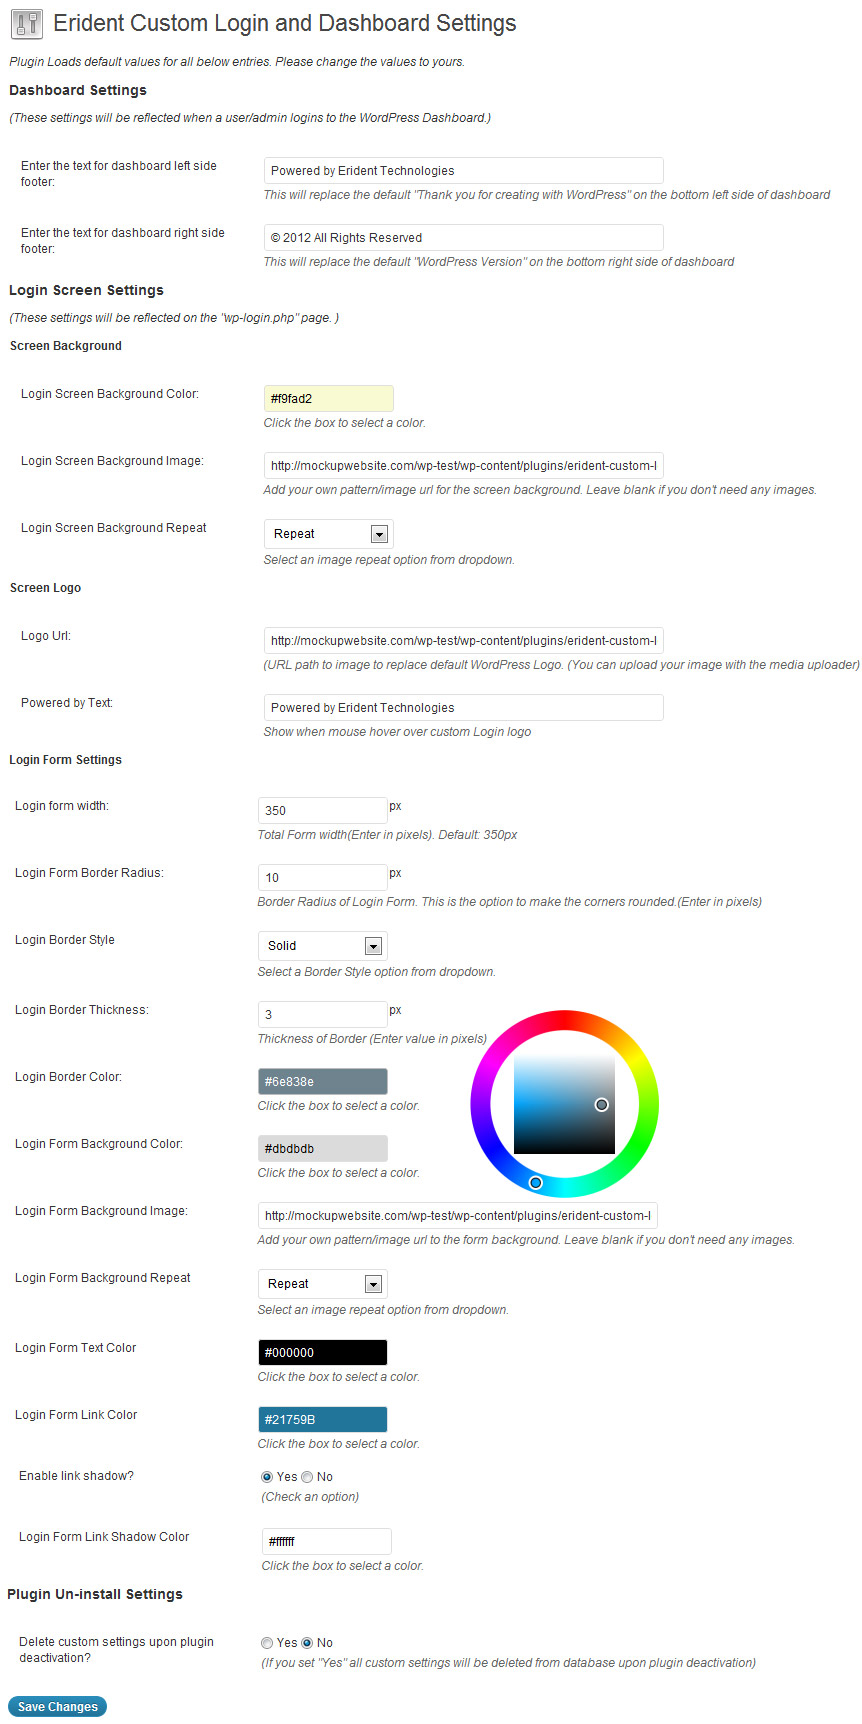 Erident Custom Login and Dashboard Settings
Plugin Loads default values for all below entries. Please change the values to yours.
Dashboard Settings
(These settings will be reflected when a user/admin logins to the WordPress Dashboard.)
Enter the text for dashboard left side
footer:
Powered by Erident Technologies
This will replace the default "Thank you for creating with WordPress" on the bottom left side of dashboard
Enter the text for dashboard right side
footer:
© 2012 All Rights Reserved
This will replace the default "WordPress Version" on the bottom right side of dashboard
Login Screen Settings
(These settings will be reflected on the "wp-login.php" page. )
Screen Background
Login Screen Background Color:
#f9fad2
Click the box to select a color.
Login Screen Background Image:
http://mockupwebsite.com/wp-test/wp-content/plugins/erident-custom-l
Add your own pattern/image url for the screen background. Leave blank if you don't need any images.
Login Screen Background Repeat
Repeat
Select an image repeat option from dropdown.
Screen Logo
Logo Url:
http://mockupwebsite.com/wp-test/wp-content/plugins/erident-custom-l
(URL path to image to replace default WordPress Logo. (You can upload your image with the media uploader)
Powered by Text:
Powered by Erident Technologies
Show when mouse hover over custom Login logo
Login Form Settings
Login form width:
350 px
Total Form width(Enter in pixels). Default: 350px
Login Form Border Radius:
10 px
Border Radius of Login Form. This is the option to make the corners rounded.(Enter in pixels)
Login Border Style
Solid
Select a Border Style option from dropdown.
Login Border Thickness:
3 px
Thickness of Border (Enter value in pixels)
Login Border Color:
#6e838e
Click the box to select a color.
Login Form Background Color:
#dbdbdb
Click the box to select a color.
Login Form Background Image:
http://mockupwebsite.com/wp-test/wp-content/plugins/erident-custom-l
Add your own pattern/image url to the form background. Leave blank if you don't need any images.
Login Form Background Repeat
Repeat
Select an image repeat option from dropdown.
Login Form Text Color
#000000
Click the box to select a color.
Login Form Link Color
#21759B
Click the box to select a color.
Enable link shadow?
Yes No
(Check an option)
Login Form Link Shadow Color
#ffffff
Click the box to select a color.
Plugin Un-install Settings
Delete custom settings upon plugin
deactivation?
Yes No
(If you set "Yes" all custom settings will be deleted from database upon plugin deactivation)
Save Changes